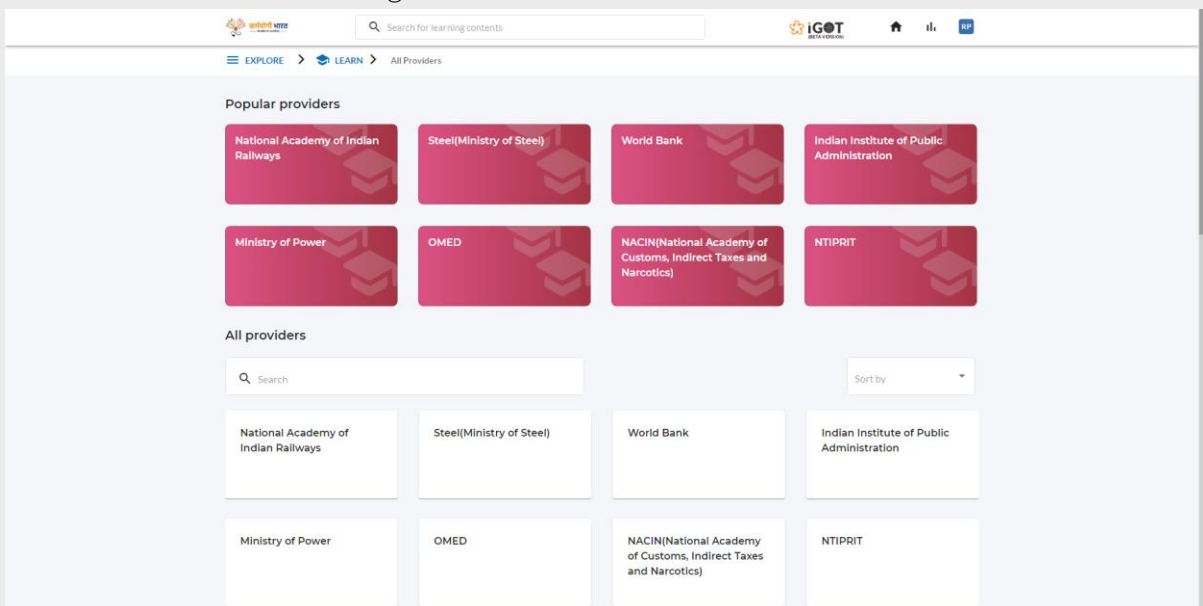 कर्मयोगी भारत
Search for learning contents
iGOT
(BETA VERSION)
RP
EXPLORE
LEARN
All Providers
Popular providers
National Academy of Indian
Railways
Steel(Ministry of Steel)
World Bank
Indian Institute of Public
Administration
Ministry of Power
OMED
NACIN(National Academy of
Customs, Indirect Taxes and
Narcotics)
NTIPRIT
All providers
Search
Sort by
National Academy of
Indian Railways
Steel(Ministry of Steel)
World Bank
Indian Institute of Public
Administration
Ministry of Power
OMED
NACIN(National Academy
of Customs, Indirect Taxes
and Narcotics)
NTIPRIT